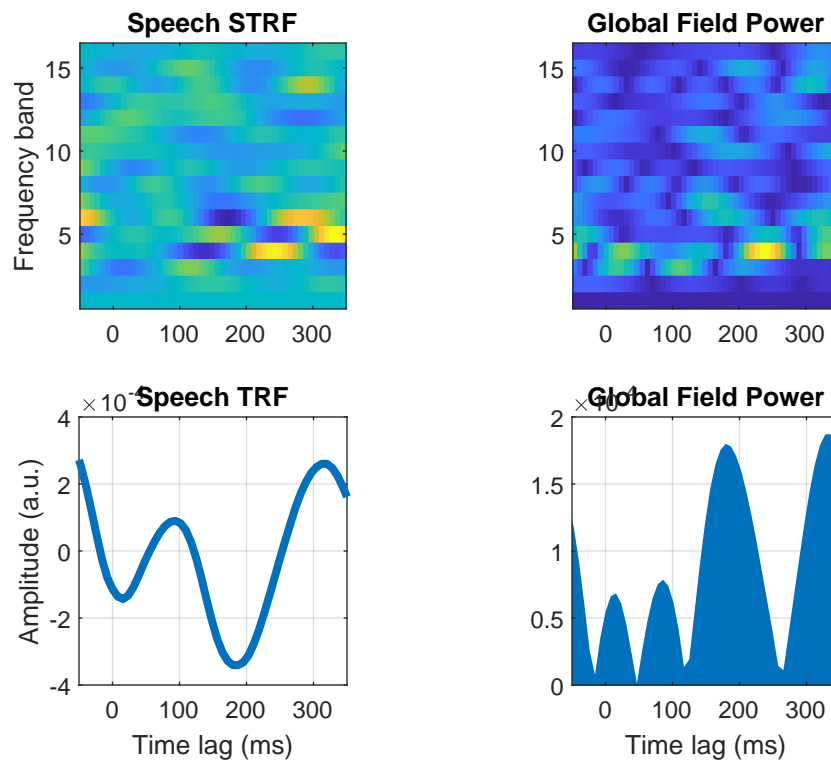 Speech STRF
Frequency band
15
10
5
0 100 200 300
Global Field Power
15
10
5
0 100 200 300
Speech TRF
×10⁻⁴
Amplitude (a.u.)
4
2
0
-2
-4
0 100 200 300
Time lag (ms)
Global Field Power
2
1.5
1
0.5
0
0 100 200 300
Time lag (ms)